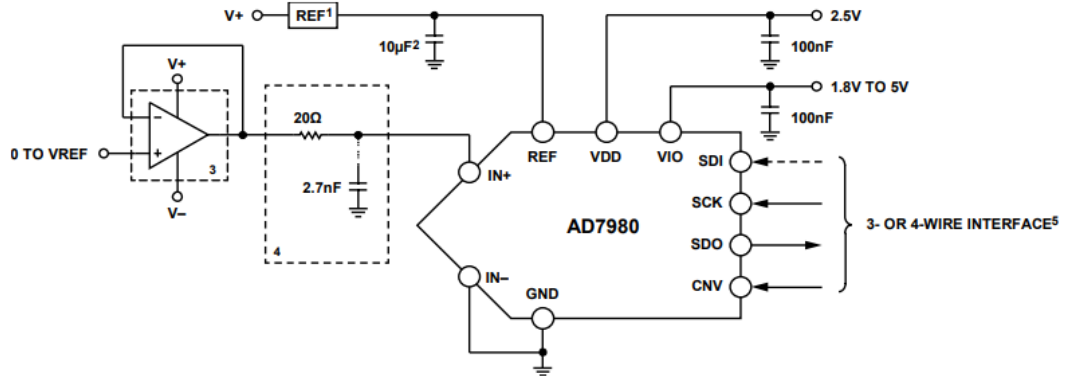 V+
REF1
10µF2
2.5V
100nF
1.8V TO 5V
100nF
V+
−
+
0 TO VREF
3
V−
20Ω
2.7nF
4
REF
VDD
VIO
IN+
IN−
GND
AD7980
SDI
SCK
SDO
CNV
3- OR 4-WIRE INTERFACE5